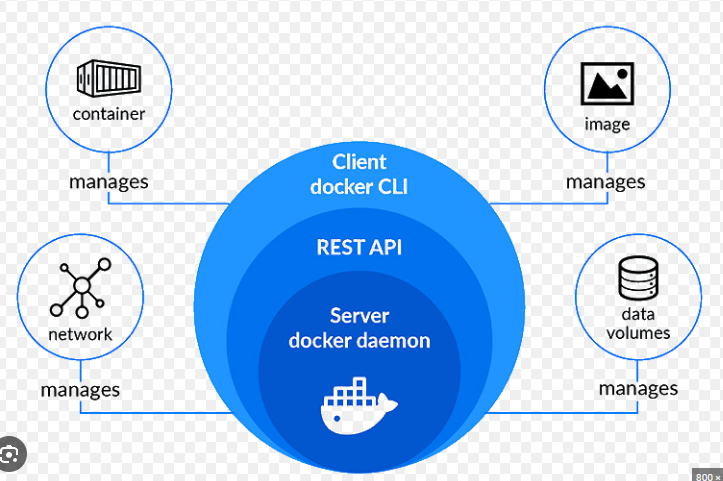 container
image
manages
manages
Client
docker CLI
REST API
Server
docker daemon
network
data
volumes
manages
manages
800 ×